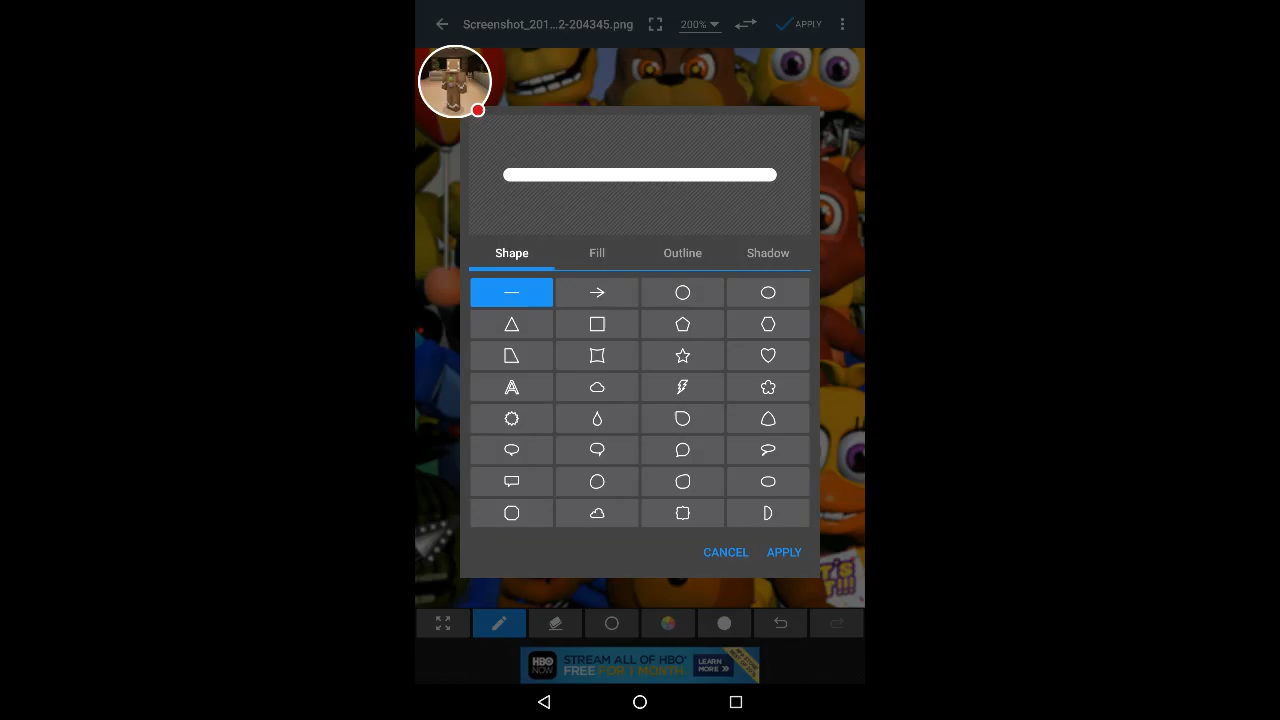 Screenshot_201...2-204345.png 200% APPLY
Shape Fill Outline Shadow
A
CANCEL APPLY
HBO NOW STREAM ALL OF HBO LEARN MORE »
FREE FOR 1 MONTH.